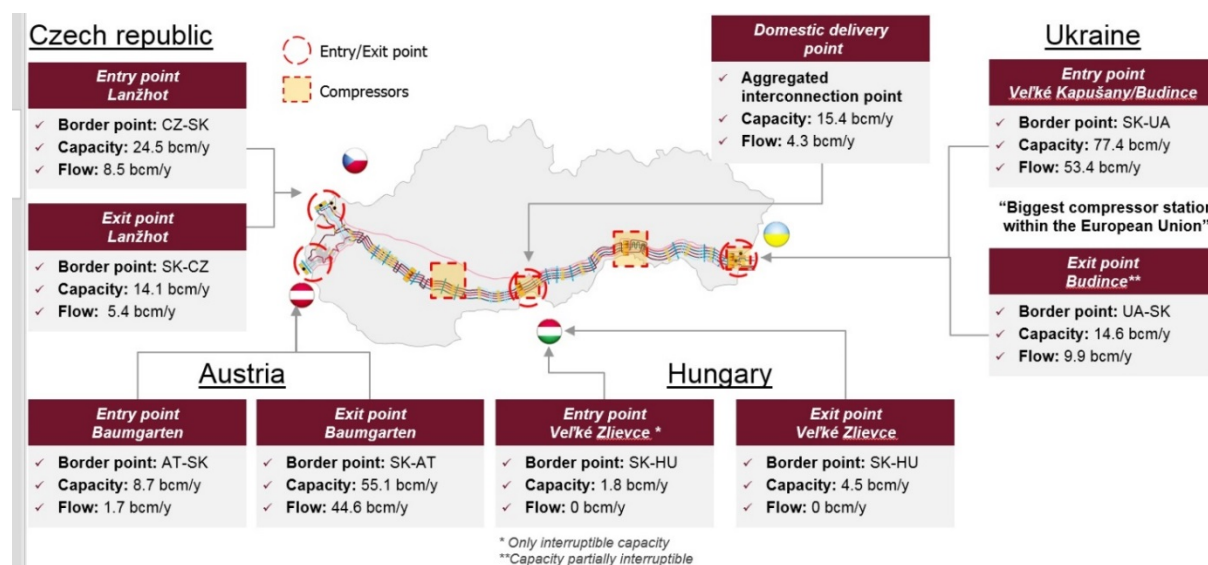 Czech republic
Entry point
Lanžhot
✓ Border point: CZ-SK
✓ Capacity: 24.5 bcm/y
✓ Flow: 8.5 bcm/y
Exit point
Lanžhot
✓ Border point: SK-CZ
✓ Capacity: 14.1 bcm/y
✓ Flow: 5.4 bcm/y
Entry/Exit point
Compressors
Domestic delivery
point
✓ Aggregated
interconnection point
✓ Capacity: 15.4 bcm/y
✓ Flow: 4.3 bcm/y
Ukraine
Entry point
Veľké Kapušany/Budince
✓ Border point: SK-UA
✓ Capacity: 77.4 bcm/y
✓ Flow: 53.4 bcm/y
“Biggest compressor station
within the European Union”
Exit point
Budince**
✓ Border point: UA-SK
✓ Capacity: 14.6 bcm/y
✓ Flow: 9.9 bcm/y
Austria
Entry point
Baumgarten
✓ Border point: AT-SK
✓ Capacity: 8.7 bcm/y
✓ Flow: 1.7 bcm/y
Exit point
Baumgarten
✓ Border point: SK-AT
✓ Capacity: 55.1 bcm/y
✓ Flow: 44.6 bcm/y
Hungary
Entry point
Veľké Zlievce *
✓ Border point: SK-HU
✓ Capacity: 1.8 bcm/y
✓ Flow: 0 bcm/y
Exit point
Veľké Zlievce
✓ Border point: SK-HU
✓ Capacity: 4.5 bcm/y
✓ Flow: 0 bcm/y
* Only interruptible capacity
**Capacity partially interruptible